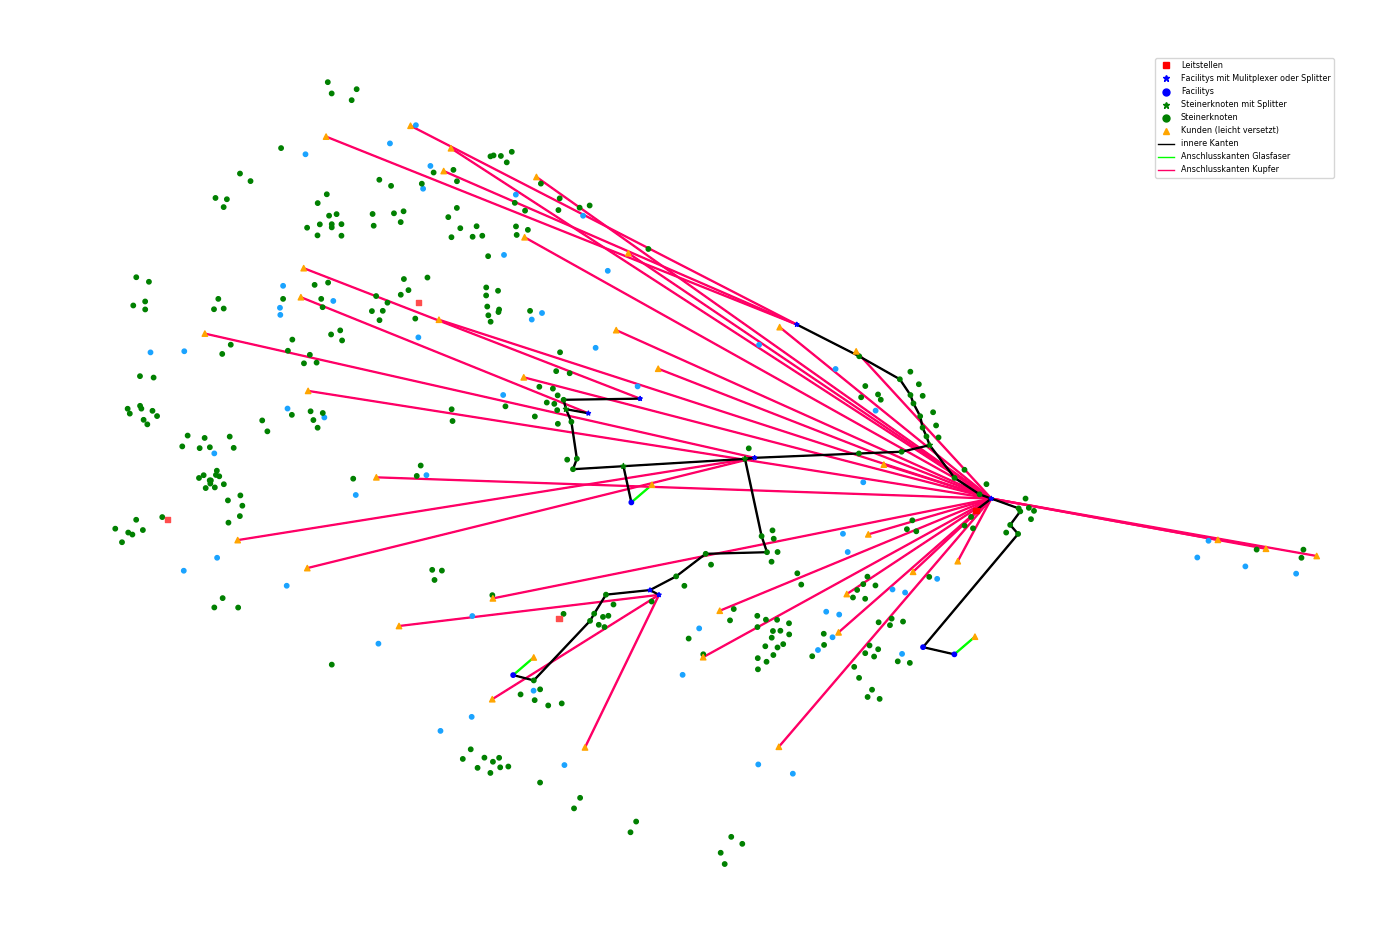 Leitstellen
Facilitys mit Mulitplexer oder Splitter
Facilitys
Steinerknoten mit Splitter
Steinerknoten
Kunden (leicht versetzt)
innere Kanten
Anschlusskanten Glasfaser
Anschlusskanten Kupfer